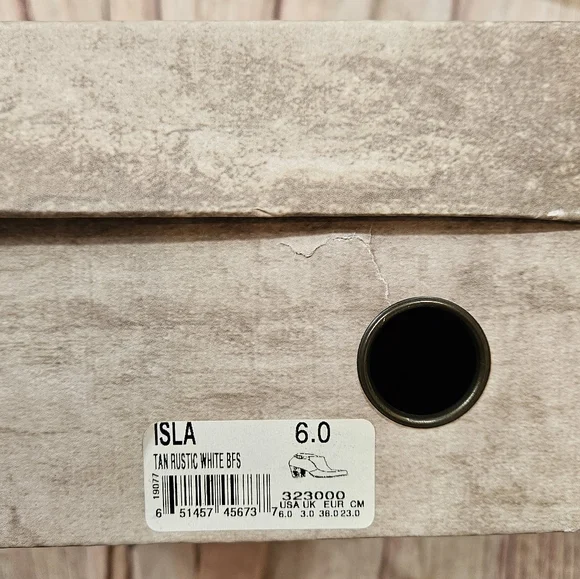 ISLA 6.0
TAN RUSTIC WHITE BFS
19077
323000
USA UK EUR CM
6.0 3.0 36.0 23.0
6 51457 45673 7